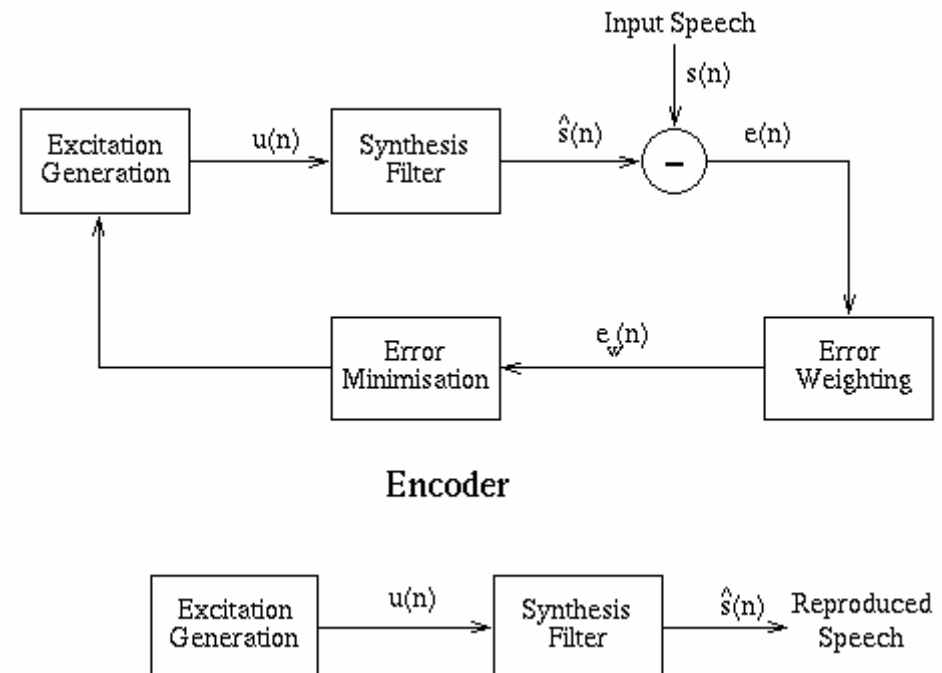 Input Speech
s(n)
Excitation
Generation
u(n)
Synthesis
Filter
ŝ(n)
-
e(n)
Error
Minimisation
e_w(n)
Error
Weighting
Encoder
Excitation
Generation
u(n)
Synthesis
Filter
ŝ(n)
Reproduced
Speech